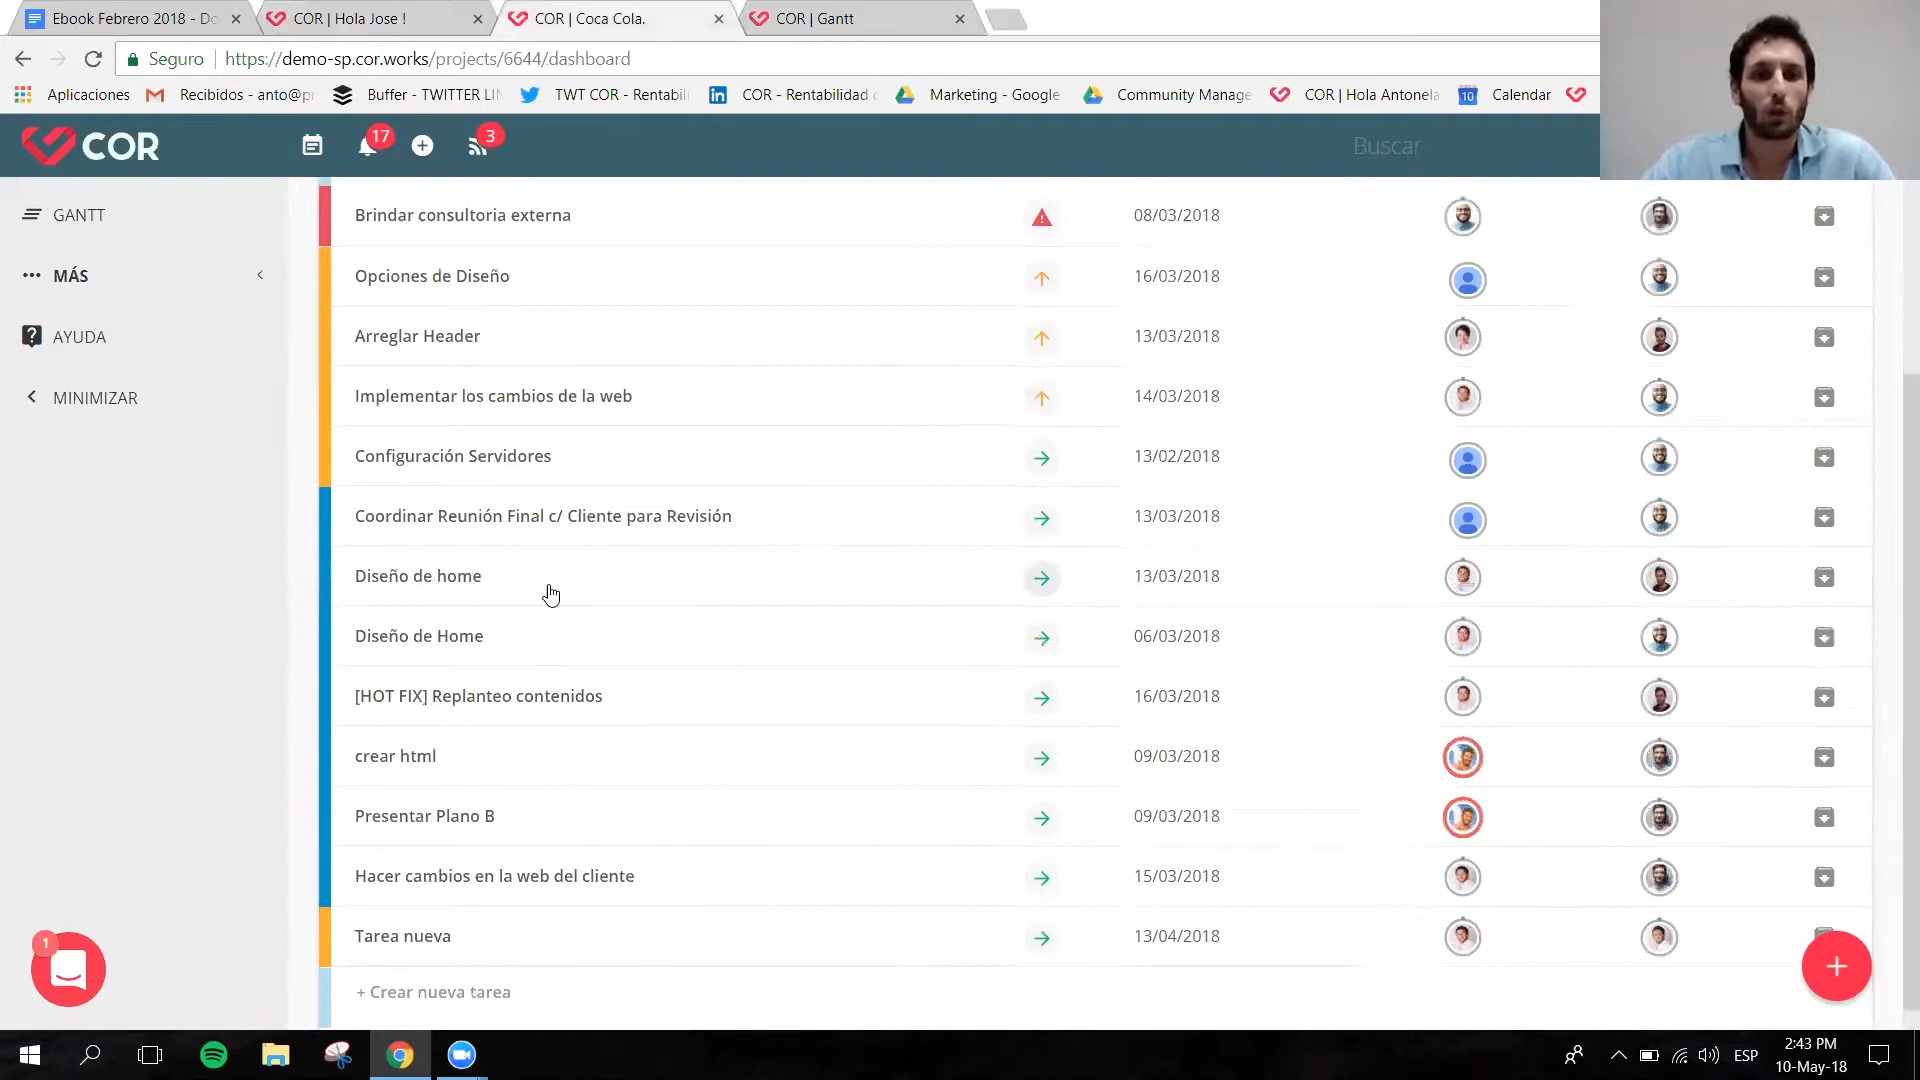 Ebook Febrero 2018 - Do
COR | Hola Jose !
COR | Coca Cola.
COR | Gantt
Seguro
https://demo-sp.cor.works/projects/6644/dashboard
Aplicaciones
Recibidos - anto@pr
Buffer - TWITTER LIN
TWT COR - Rentabili
COR - Rentabilidad
Marketing - Google
Community Manage
COR | Hola Antonela
10
Calendar
COR
17
3
Buscar
GANTT
MÁS
AYUDA
MINIMIZAR
Brindar consultoria externa 08/03/2018
Opciones de Diseño 16/03/2018
Arreglar Header 13/03/2018
Implementar los cambios de la web 14/03/2018
Configuración Servidores 13/02/2018
Coordinar Reunión Final c/ Cliente para Revisión 13/03/2018
Diseño de home 13/03/2018
Diseño de Home 06/03/2018
[HOT FIX] Replanteo contenidos 16/03/2018
crear html 09/03/2018
Presentar Plano B 09/03/2018
Hacer cambios en la web del cliente 15/03/2018
Tarea nueva 13/04/2018
+ Crear nueva tarea
1
ESP
2:43 PM
10-May-18